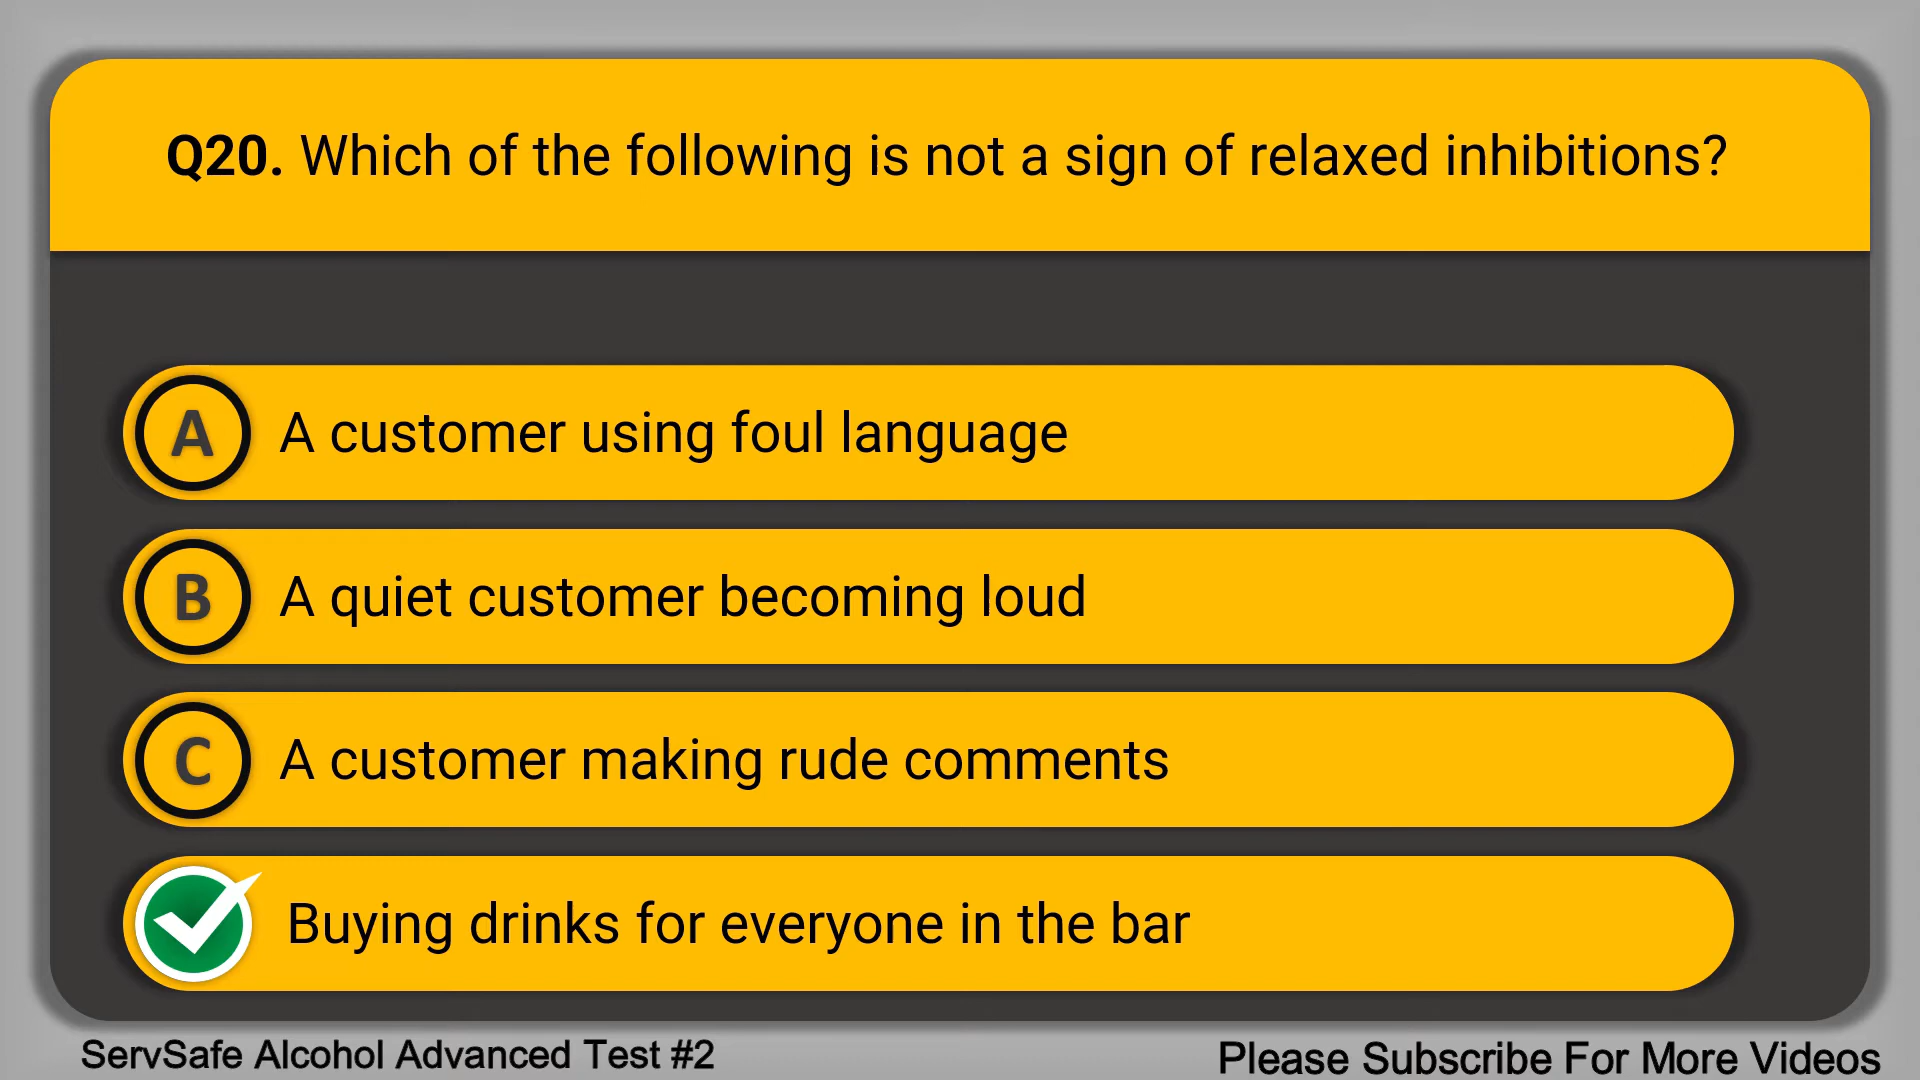 Q20. Which of the following is not a sign of relaxed inhibitions?
A A customer using foul language
B A quiet customer becoming loud
C A customer making rude comments
Buying drinks for everyone in the bar
ServSafe Alcohol Advanced Test #2
Please Subscribe For More Videos